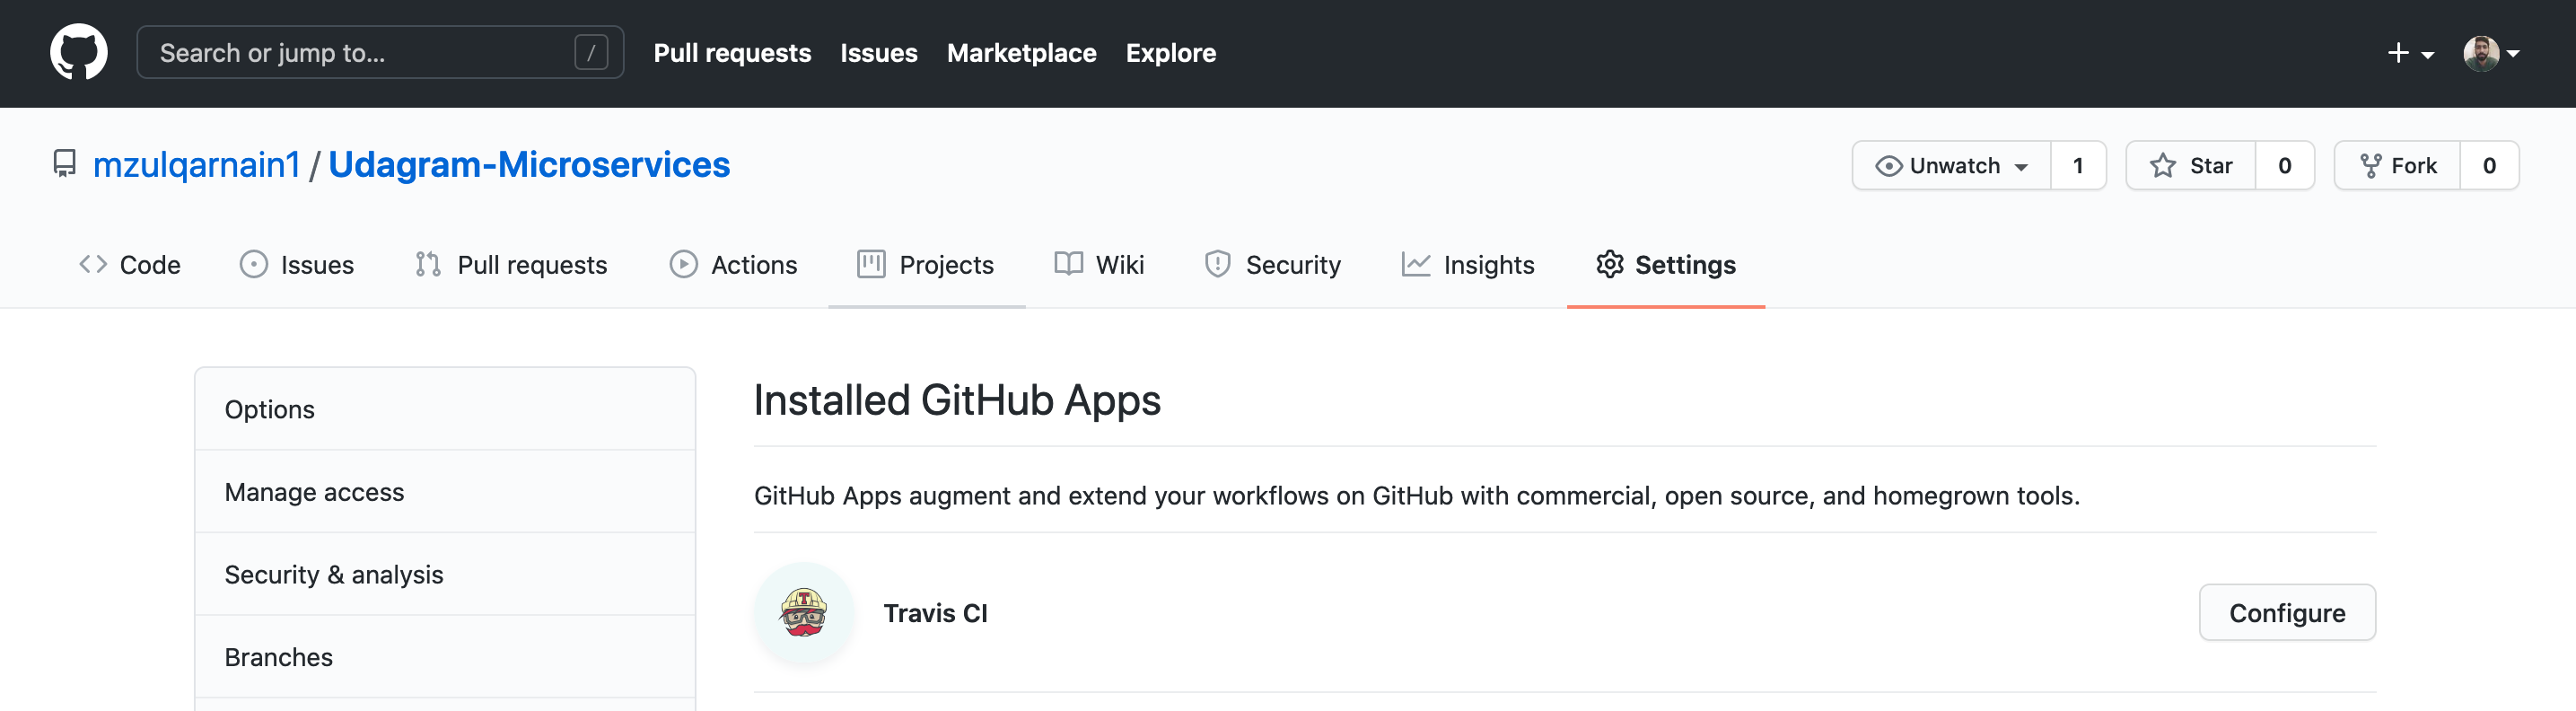 Search or jump to... / Pull requests Issues Marketplace Explore
mzulqarnain1 / Udagram-Microservices Unwatch 1 Star 0 Fork 0
Code Issues Pull requests Actions Projects Wiki Security Insights Settings
Options
Manage access
Security & analysis
Branches
Installed GitHub Apps
GitHub Apps augment and extend your workflows on GitHub with commercial, open source, and homegrown tools.
T
Travis CI Configure